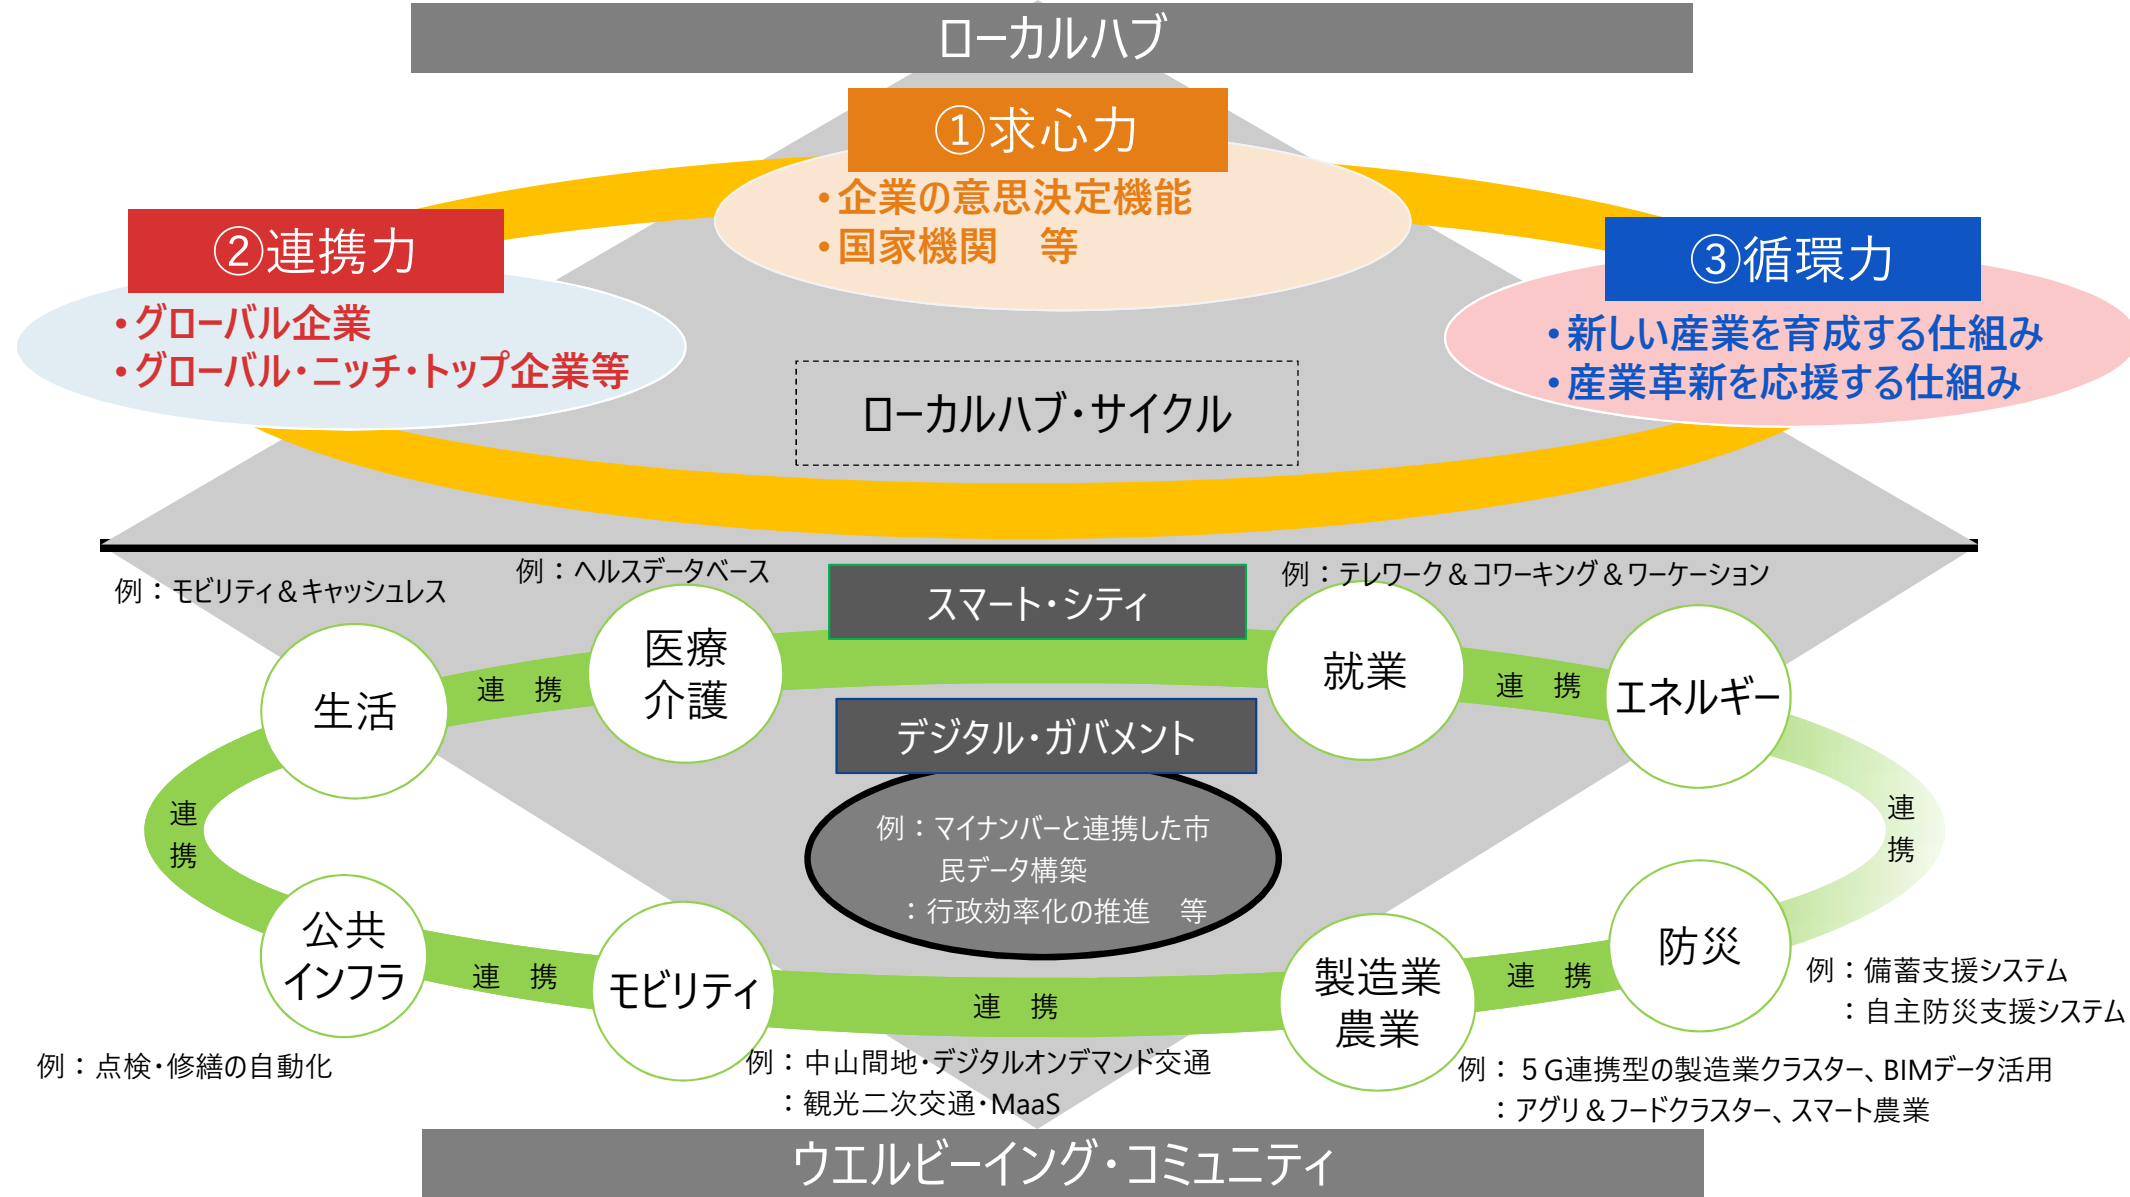 ローカルハブ
①求心力
・企業の意思決定機能
・国家機関　等
②連携力
・グローバル企業
・グローバル・ニッチ・トップ企業等
③循環力
・新しい産業を育成する仕組み
・産業革新を応援する仕組み
ローカルハブ・サイクル
例：モビリティ＆キャッシュレス
例：ヘルスデータベース
スマート・シティ
例：テレワーク＆コワーキング＆ワーケーション
生活
連　携
医療
介護
就業
連　携
エネルギー
デジタル・ガバメント
例：マイナンバーと連携した市
民データ構築
：行政効率化の推進　等
連
携
連
携
公共
インフラ
連　携
モビリティ
連　携
製造業
農業
連　携
防災
例：備蓄支援システム
：自主防災支援システム
例：点検・修繕の自動化
例：中山間地・デジタルオンデマンド交通
：観光二次交通・MaaS
例：５G連携型の製造業クラスター、BIMデータ活用
：アグリ＆フードクラスター、スマート農業
ウエルビーイング・コミュニティ